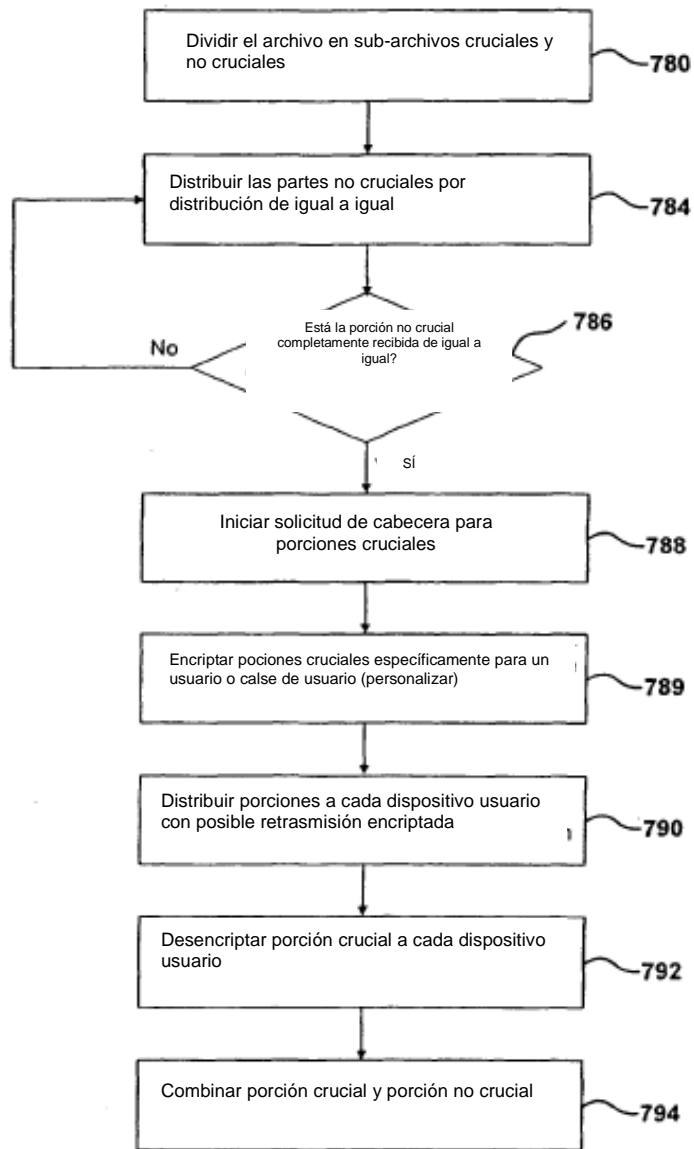 Dividir el archivo en sub-archivos cruciales y
no cruciales
780
Distribuir las partes no cruciales por
distribución de igual a igual
784
Está la porción no crucial
completamente recibida de igual a
igual?
786
No
sí
Iniciar solicitud de cabecera para
porciones cruciales
788
Encriptar pociones cruciales específicamente para un
usuario o calse de usuario (personalizar)
789
Distribuir porciones a cada dispositivo usuario
con posible retrasmisión encriptada
790
Desencriptar porción crucial a cada dispositivo
usuario
792
Combinar porción crucial y porción no crucial
794